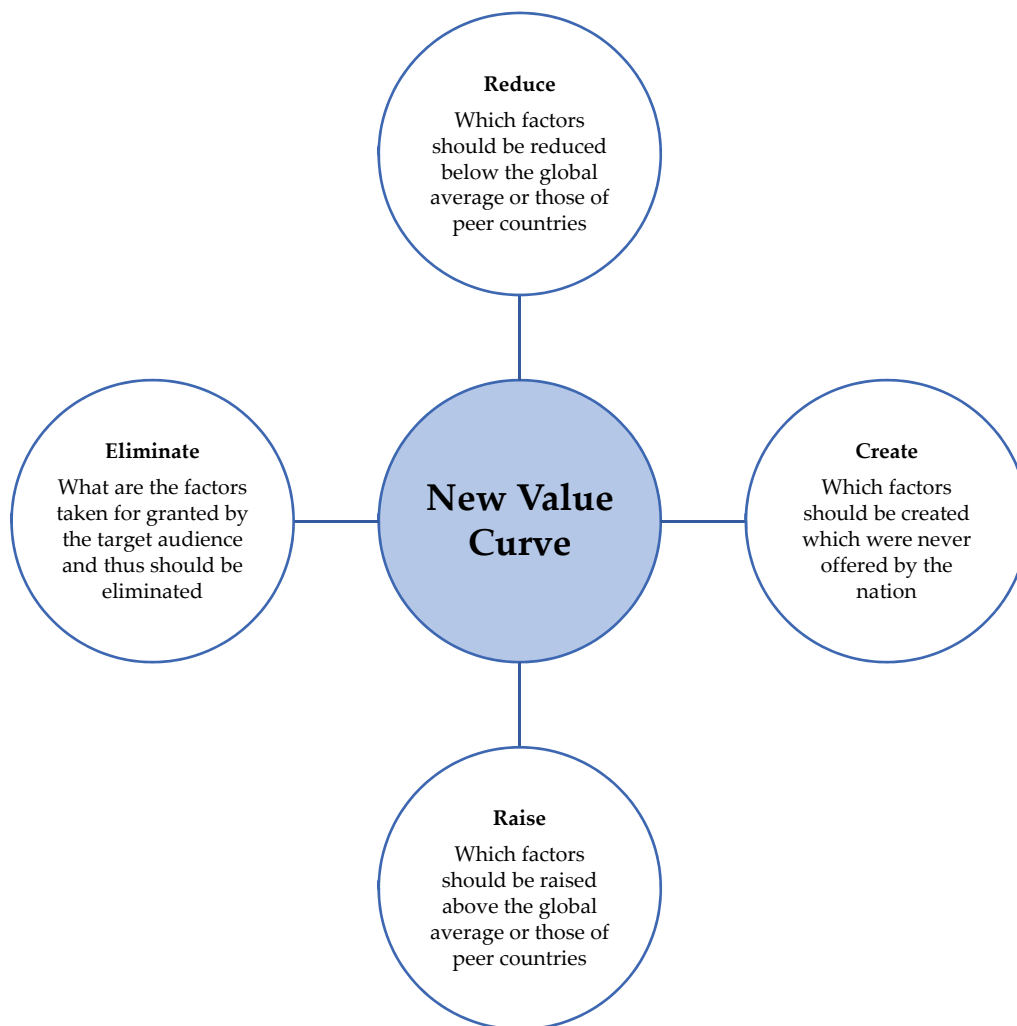 Reduce
Which factors
should be reduced
below the global
average or those of
peer countries
Eliminate
What are the factors
taken for granted by
the target audience
and thus should be
eliminated
New Value
Curve
Create
Which factors
should be created
which were never
offered by the
nation
Raise
Which factors
should be raised
above the global
average or those of
peer countries